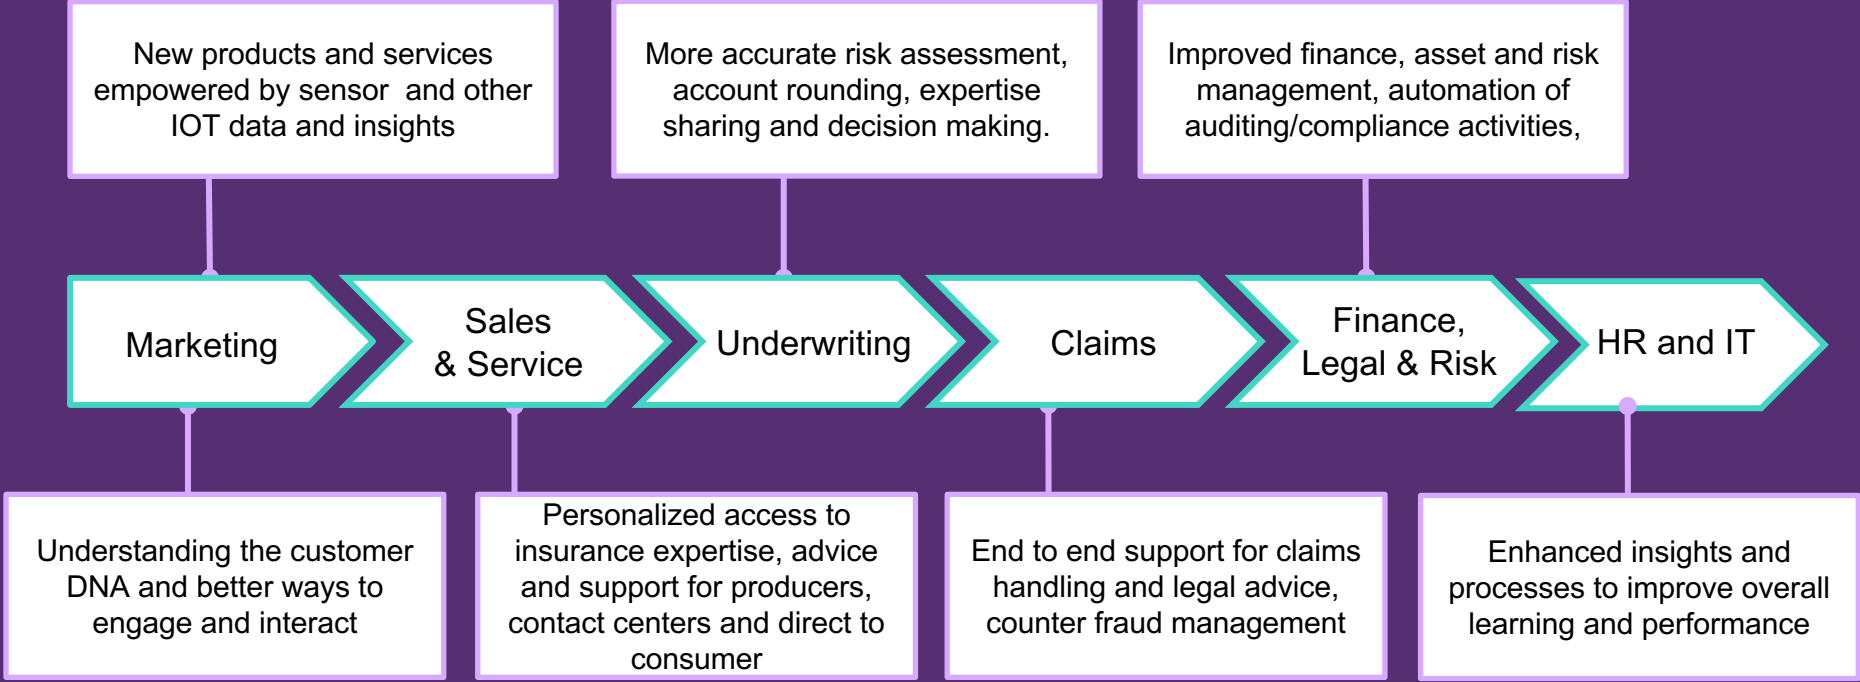 New products and services
empowered by sensor  and other
IOT data and insights
More accurate risk assessment,
account rounding, expertise
sharing and decision making.
Improved finance, asset and risk
management, automation of
auditing/compliance activities,
Marketing
Sales
& Service
Underwriting
Claims
Finance,
Legal & Risk
HR and IT
Understanding the customer
DNA and better ways to
engage and interact
Personalized access to
insurance expertise, advice
and support for producers,
contact centers and direct to
consumer
End to end support for claims
handling and legal advice,
counter fraud management
Enhanced insights and
processes to improve overall
learning and performance